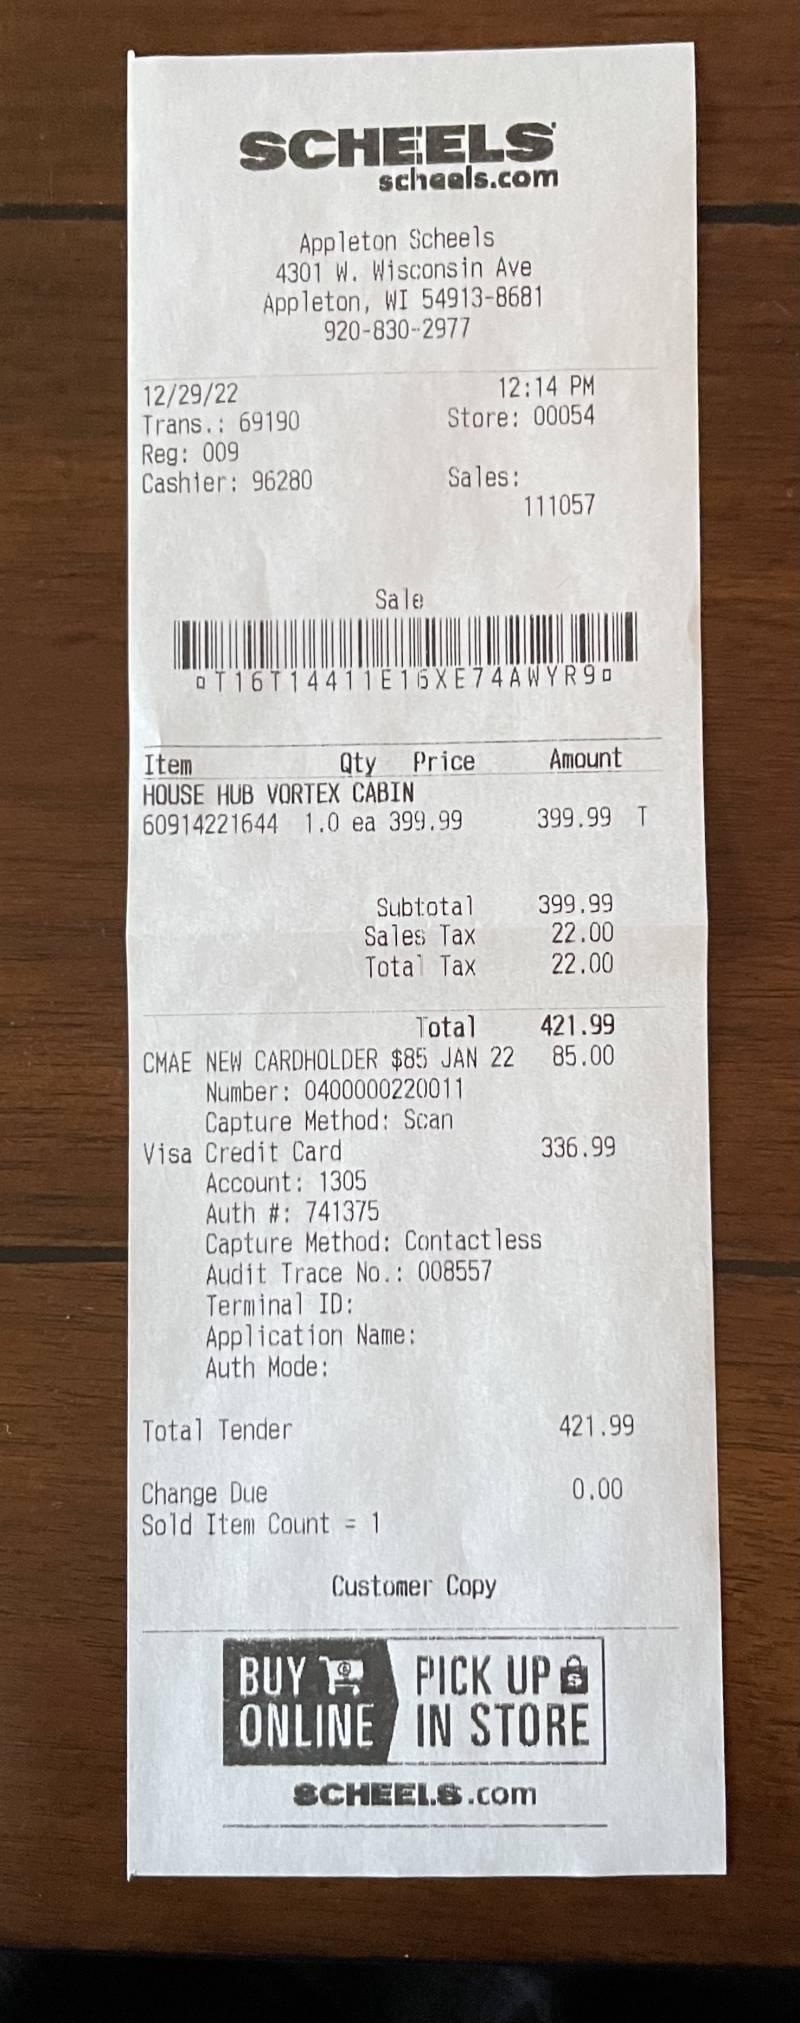 SCHEELS
scheels.com
Appleton Scheels
4301 W. Wisconsin Ave
Appleton, WI 54913-8681
920-830-2977
12/29/22 12:14 PM
Trans.: 69190 Store: 00054
Reg: 009
Cashier: 96280 Sales:
111057
Sale
T16T14411E16XE74AWYR9
Item Qty Price Amount
HOUSE HUB VORTEX CABIN
60914221644 1.0 ea 399.99 399.99 T
Subtotal 399.99
Sales Tax 22.00
Total Tax 22.00
Total 421.99
CMAE NEW CARDHOLDER $85 JAN 22 85.00
Number: 0400000220011
Capture Method: Scan
Visa Credit Card 336.99
Account: 1305
Auth #: 741375
Capture Method: Contactless
Audit Trace No.: 008557
Terminal ID:
Application Name:
Auth Mode:
Total Tender 421.99
Change Due 0.00
Sold Item Count = 1
Customer Copy
BUY PICK UP
ONLINE IN STORE
SCHEELS.com